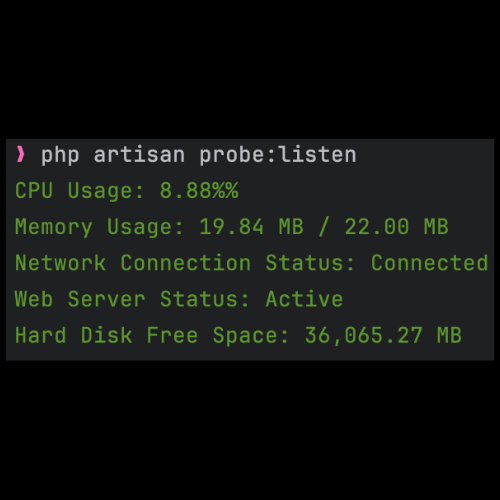 ❱ php artisan probe:listen
CPU Usage: 8.88%%
Memory Usage: 19.84 MB / 22.00 MB
Network Connection Status: Connected
Web Server Status: Active
Hard Disk Free Space: 36,065.27 MB